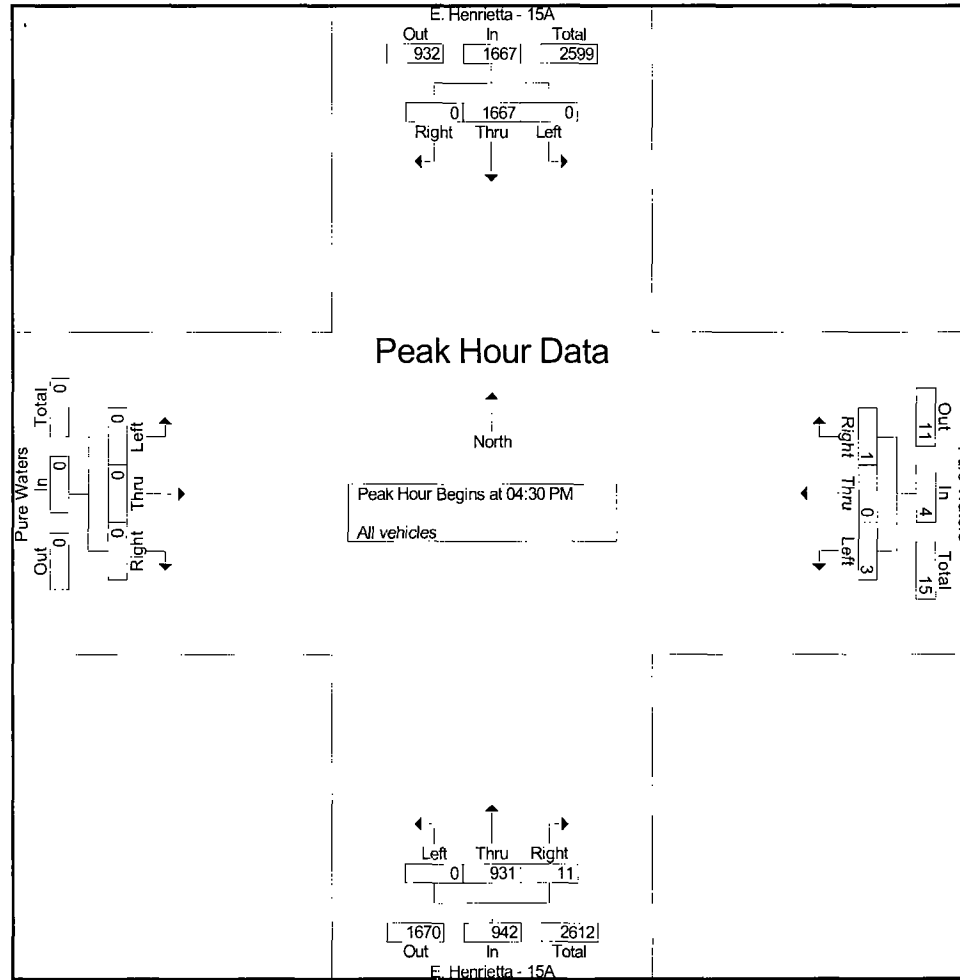 E. Henrietta - 15A
Out In Total
932 1667 2599
0 1667 0
Right Thru Left
Peak Hour Data
North
Peak Hour Begins at 04:30 PM
All vehicles
Pure Waters
Total In Out
0 0 0
0 0 0
Left Thru Right
Right Thru Left
1 0 3
Out In Total
11 4 15
Left Thru Right
0 931 11
1670 942 2612
Out In Total
E. Henrietta - 15A